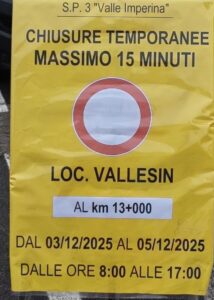 S.P. 3 "Valle Imperina"
CHIUSURE TEMPORANEE
MASSIMO 15 MINUTI
LOC. VALLESIN
AL km 13+000
DAL 03/12/2025 AL 05/12/2025
DALLE ORE 8:00 ALLE 17:00